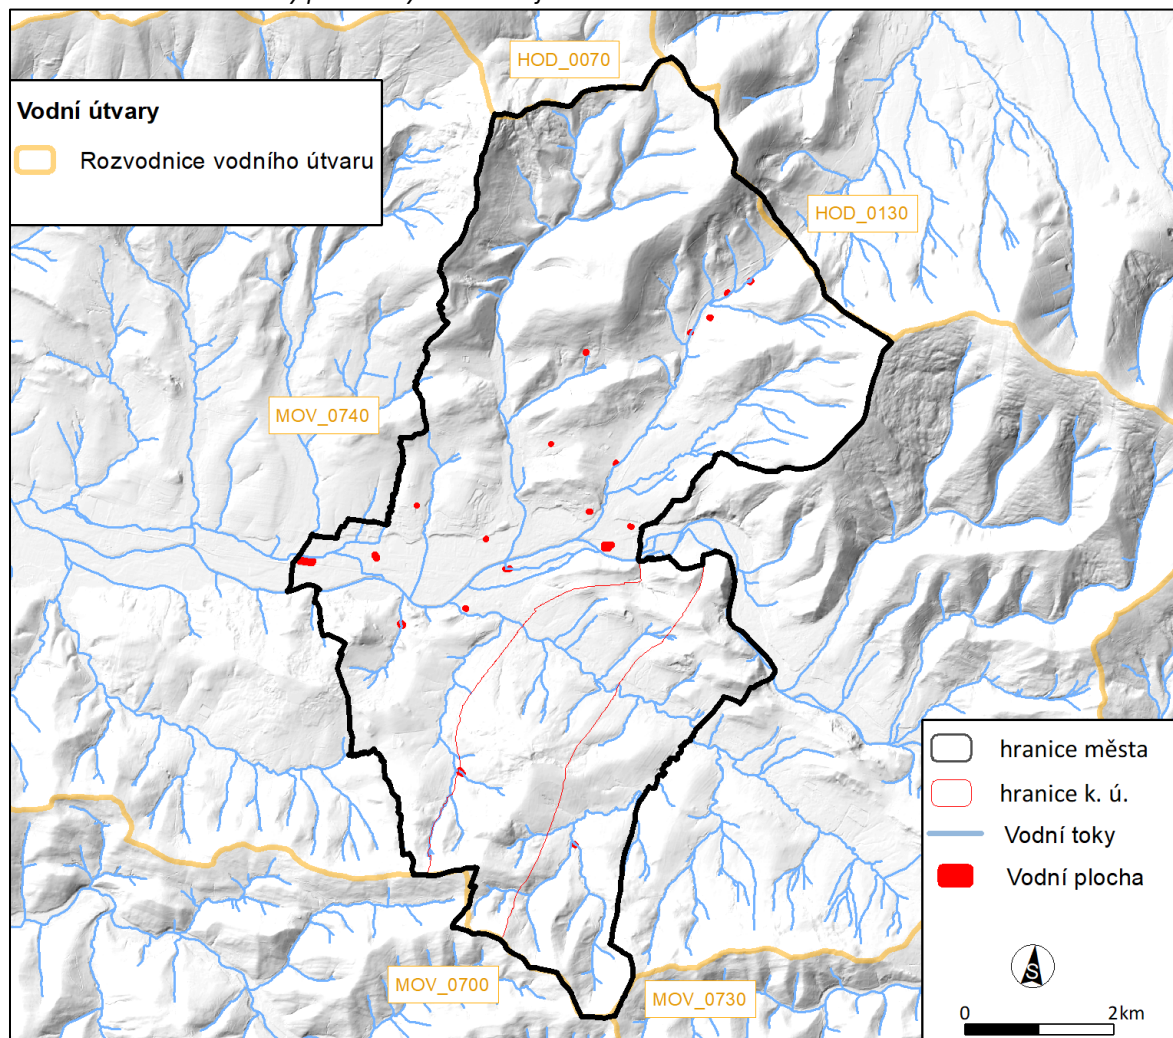 HOD_0070
Vodní útvary
Rozvodnice vodního útvaru
HOD_0130
MOV_0740
hranice města
hranice k. ú.
Vodní toky
Vodní plocha
S
MOV_0700
MOV_0730
0 2km